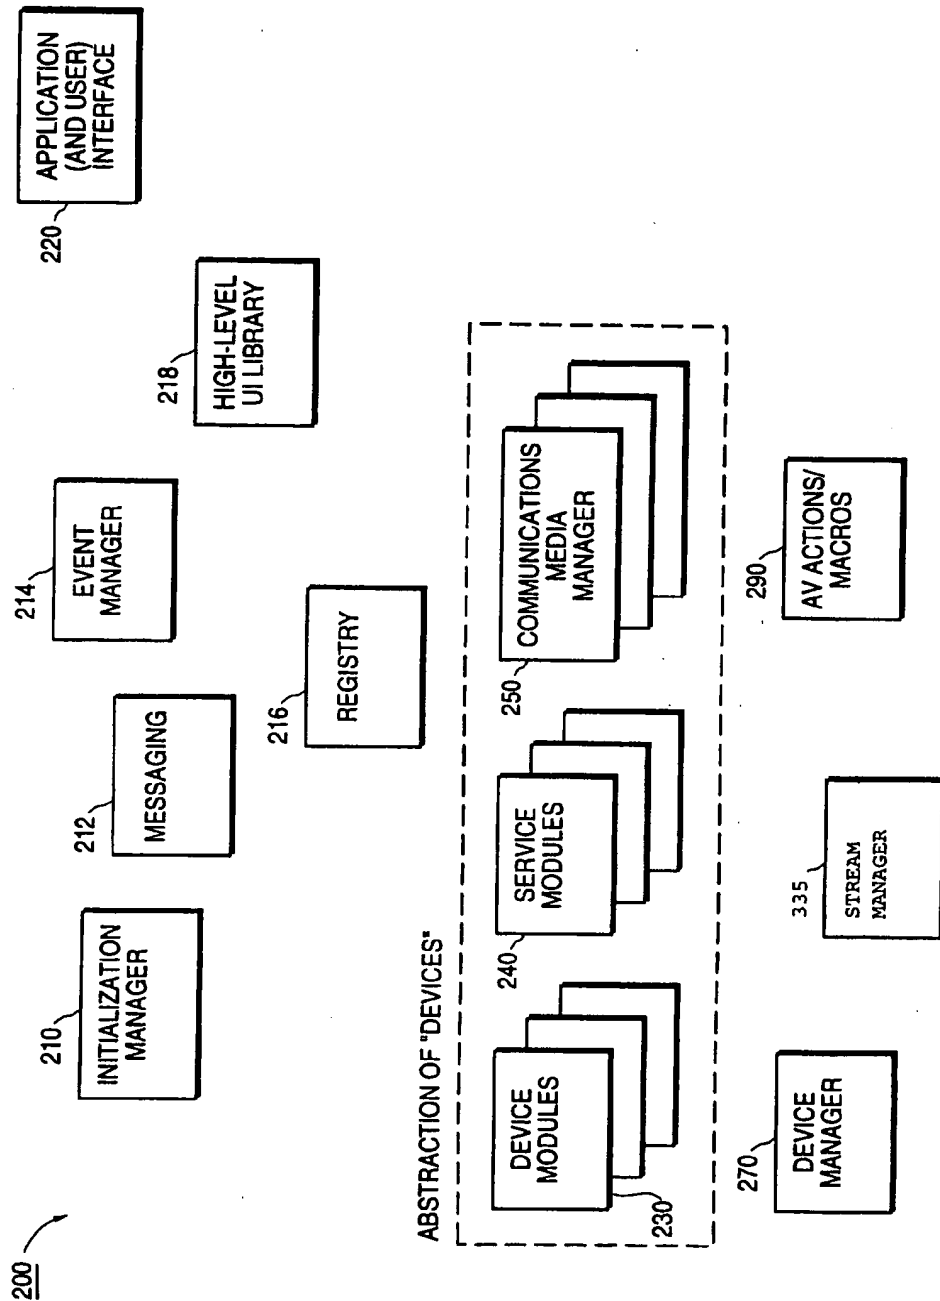 200
210
INITIALIZATION
MANAGER
212
MESSAGING
214
EVENT
MANAGER
216
REGISTRY
218
HIGH-LEVEL
UI LIBRARY
220
APPLICATION
(AND USER)
INTERFACE
ABSTRACTION OF "DEVICES"
DEVICE
MODULES
230
240
SERVICE
MODULES
250
COMMUNICATIONS
MEDIA
MANAGER
270
DEVICE
MANAGER
335
STREAM
MANAGER
290
AV ACTIONS/
MACROS